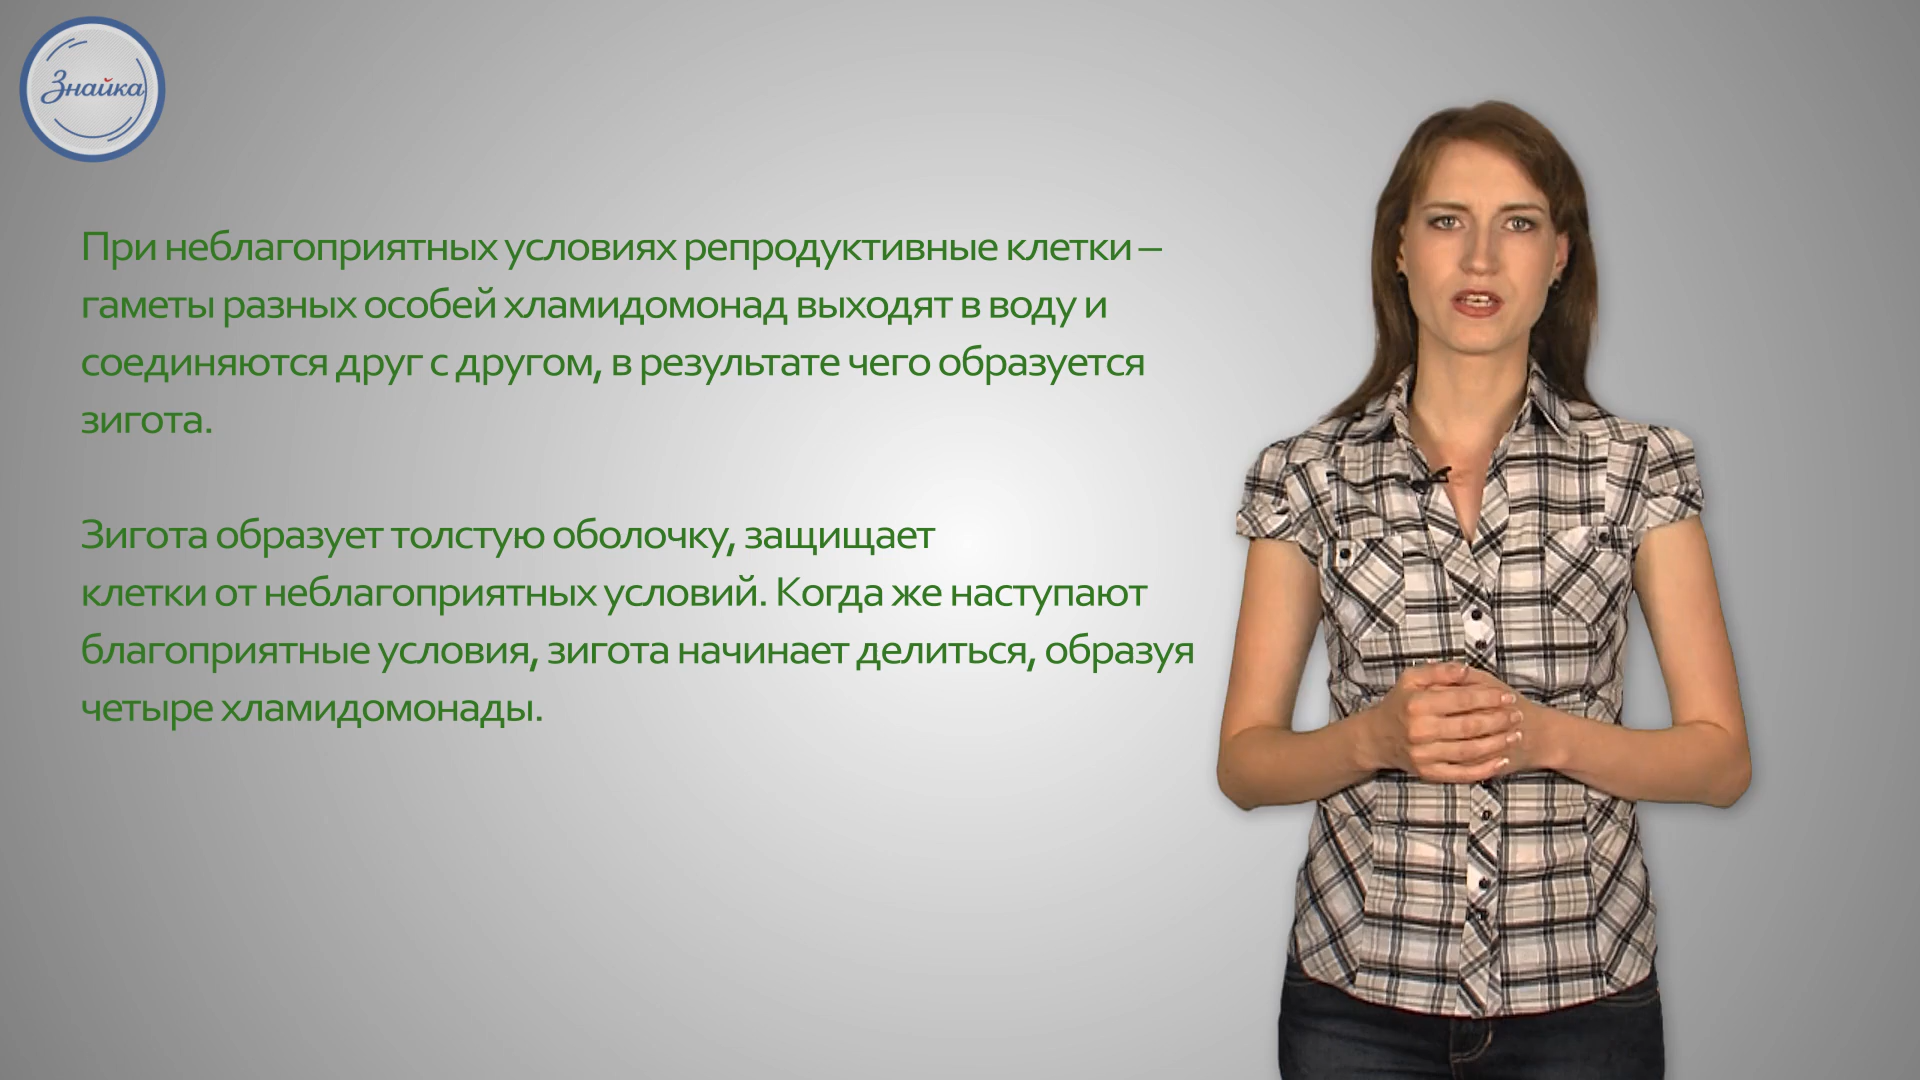 Знайка
При неблагоприятных условиях репродуктивные клетки –
гаметы разных особей хламидомонад выходят в воду и
соединяются друг с другом, в результате чего образуется
зигота.
Зигота образует толстую оболочку, защищает
клетки от неблагоприятных условий. Когда же наступают
благоприятные условия, зигота начинает делиться, образуя
четыре хламидомонады.